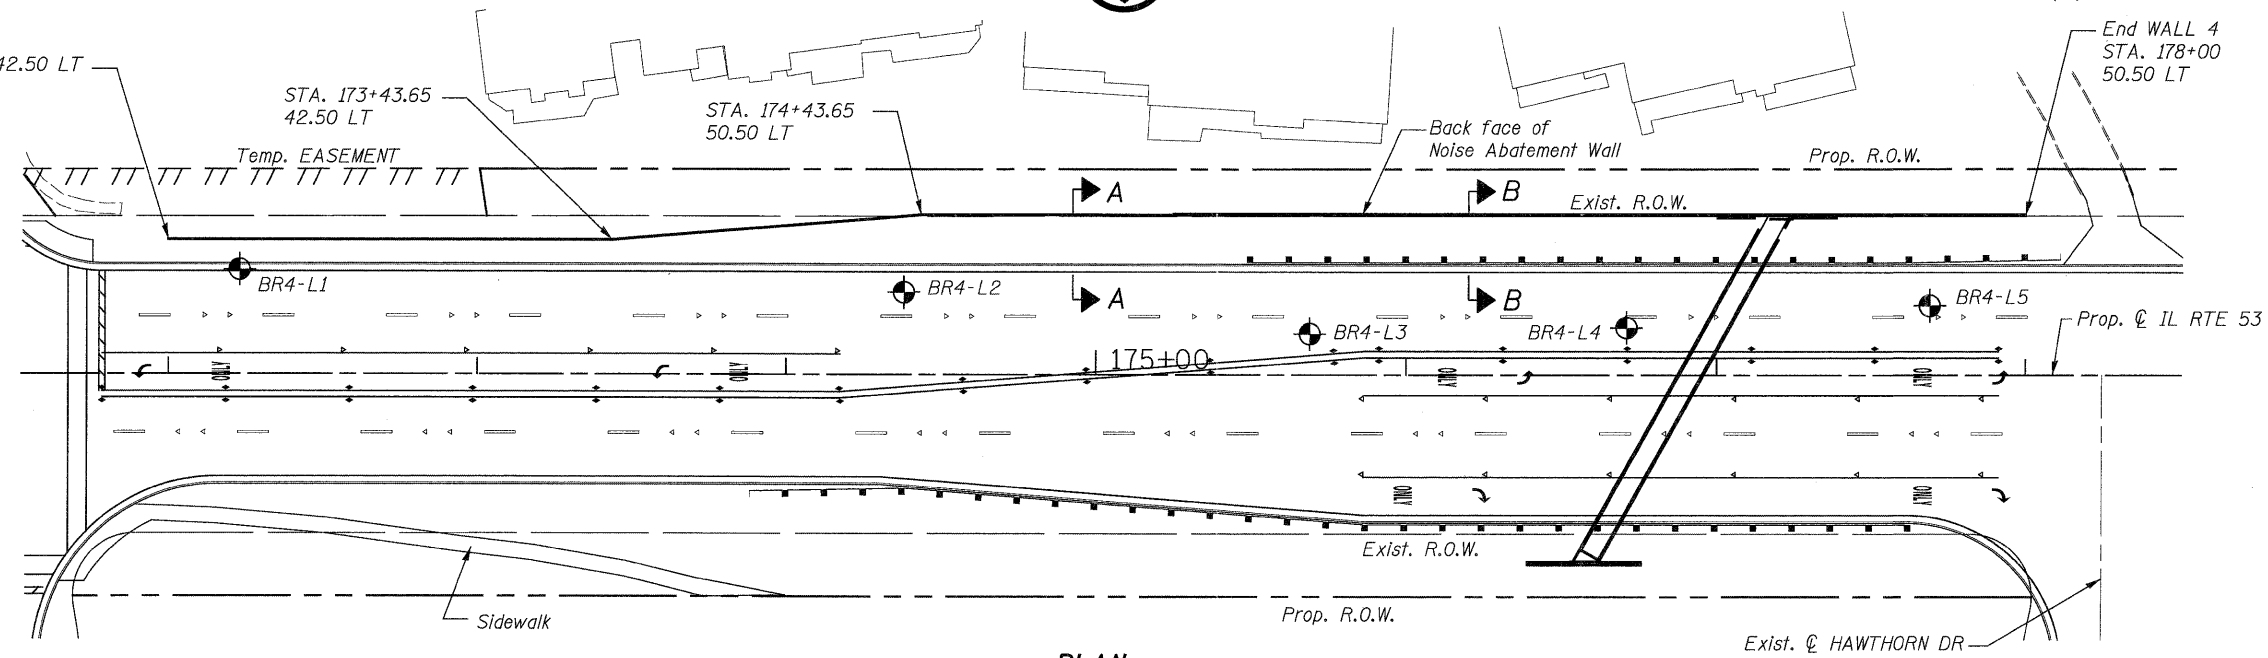 End WALL 4
STA. 178+00
50.50 LT
42.50 LT
STA. 173+43.65
42.50 LT
STA. 174+43.65
50.50 LT
Back face of
Noise Abatement Wall
Temp. EASEMENT
Prop. R.O.W.
A
B
Exist. R.O.W.
BR4-L1
BR4-L2
A
B
BR4-L5
BR4-L3
BR4-L4
Prop. ℄ IL RTE 53
175+00
ONLY
ONLY
ONLY
ONLY
ONLY
ONLY
Exist. R.O.W.
Sidewalk
Prop. R.O.W.
Exist. ℄ HAWTHORN DR
PLAN